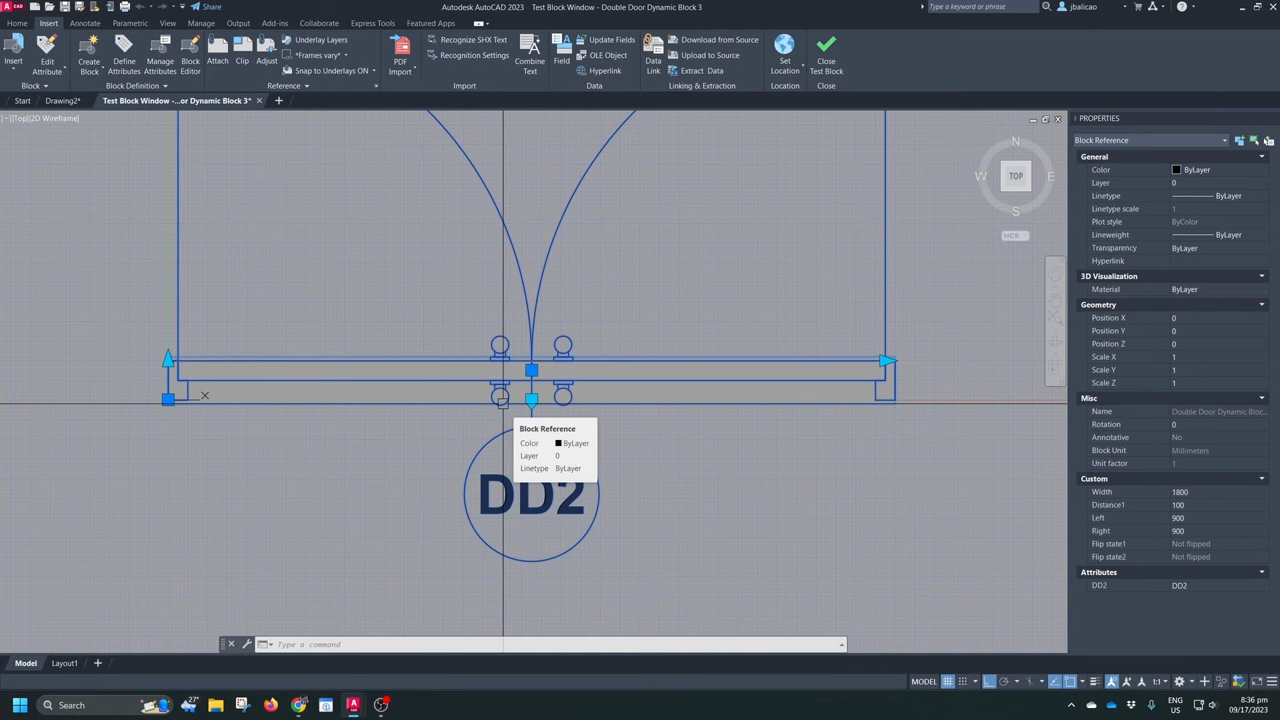 CAD
Share
Autodesk AutoCAD 2023 Test Block Window - Double Door Dynamic Block 3
Type a keyword or phrase
jbalicao
Home Insert Annotate Parametric View Manage Output Add-ins Collaborate Express Tools Featured Apps
Insert
Edit Attribute
Create Block
Define Attributes
Manage Attributes
Block Editor
Attach
Clip
Adjust
Underlay Layers
*Frames vary*
Snap to Underlays ON
PDF Import
Recognize SHX Text
Recognition Settings
Combine Text
Field
Update Fields
OLE Object
Hyperlink
Data Link
Download from Source
Upload to Source
Extract Data
Set Location
Close Test Block
Block
Block Definition
Reference
Import
Data
Linking & Extraction
Location
Close
Start
Drawing2*
Test Block Window -...or Dynamic Block 3*
[−][Top][2D Wireframe]
N
W TOP E
S
WCS
Block Reference
Color ByLayer
Layer 0
Linetype ByLayer
DD2
PROPERTIES
Block Reference
General
Color ByLayer
Layer 0
Linetype ByLayer
Linetype scale 1
Plot style ByColor
Lineweight ByLayer
Transparency ByLayer
Hyperlink
3D Visualization
Material ByLayer
Geometry
Position X 0
Position Y 0
Position Z 0
Scale X 1
Scale Y 1
Scale Z 1
Misc
Name Double Door Dynamic Bloc...
Rotation 0
Annotative No
Block Unit Millimeters
Unit factor 1
Custom
Width 1800
Distance1 100
Left 900
Right 900
Flip state1 Not flipped
Flip state2 Not flipped
Attributes
DD2 DD2
Type a command
Model
Layout1
MODEL
1:1
Search
27°
ENG
US
8:36 pm
09/17/2023